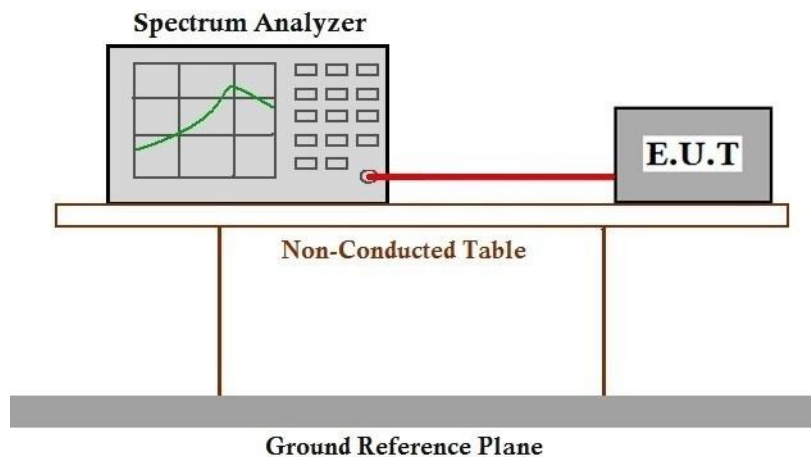 Spectrum Analyzer
E.U.T
Non-Conducted Table
Ground Reference Plane